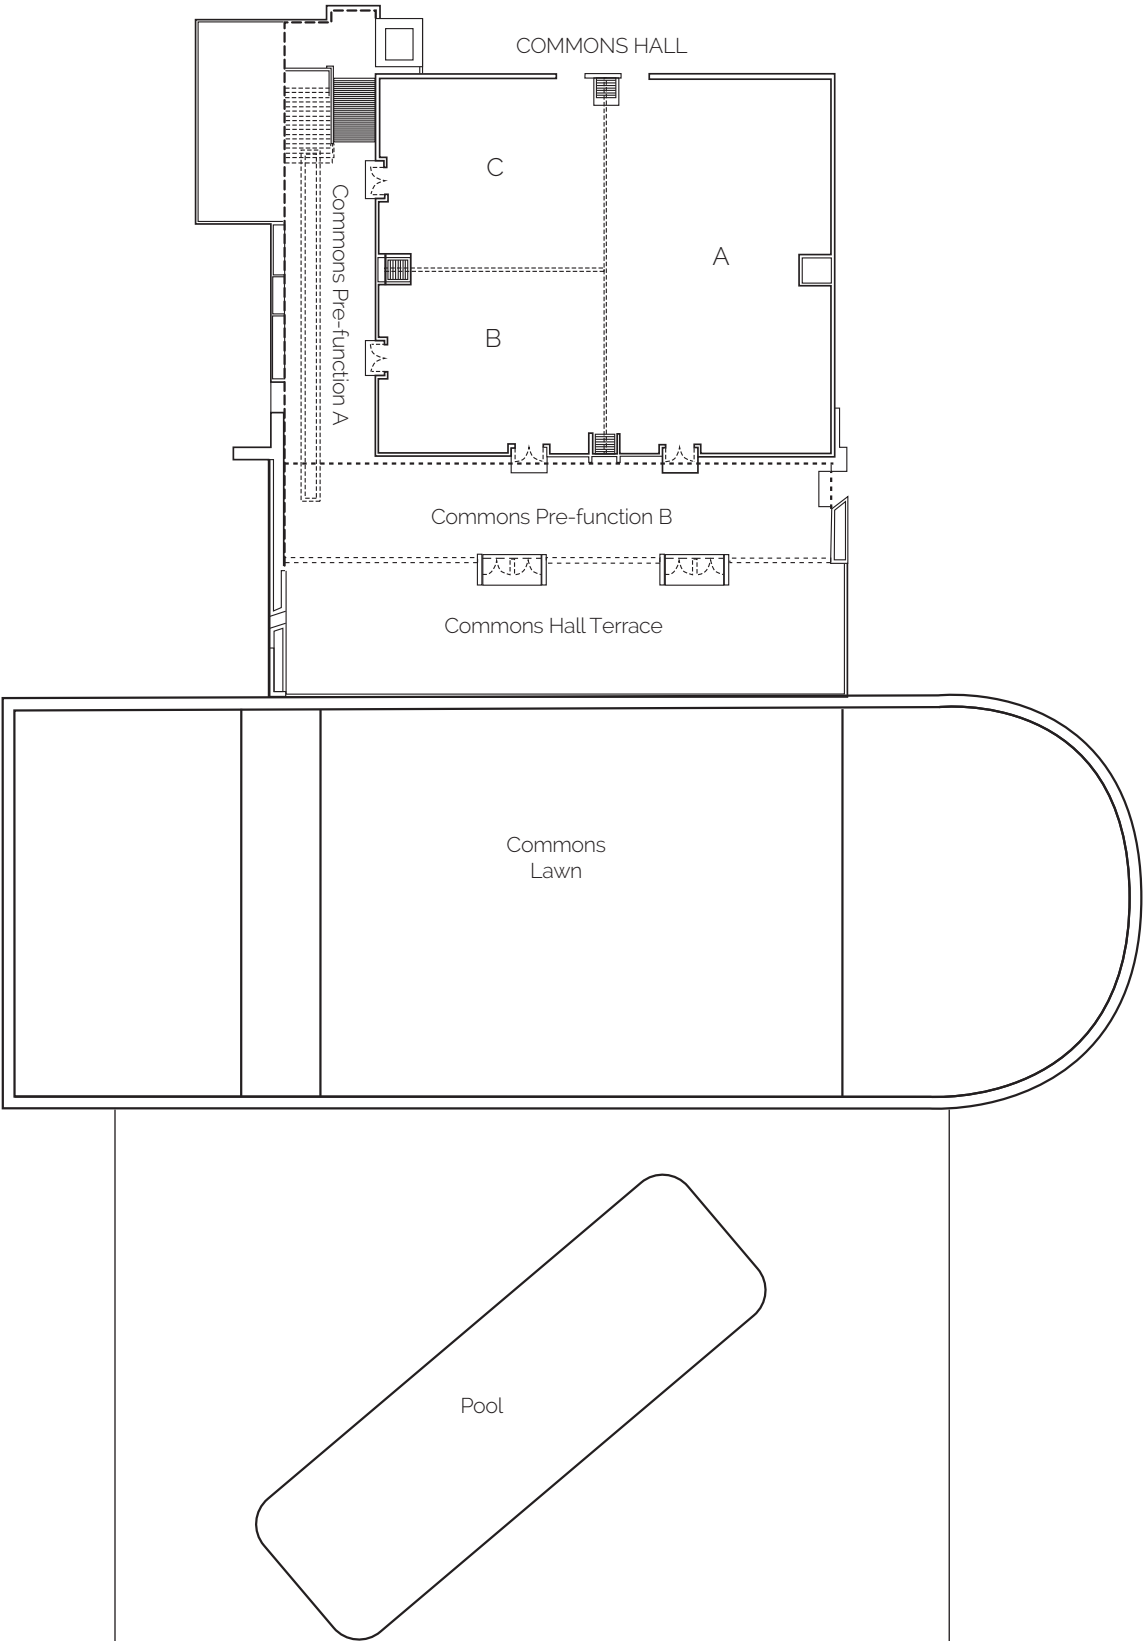 COMMONS HALL
C
A
B
Commons Pre-function A
Commons Pre-function B
Commons Hall Terrace
Commons
Lawn
Pool